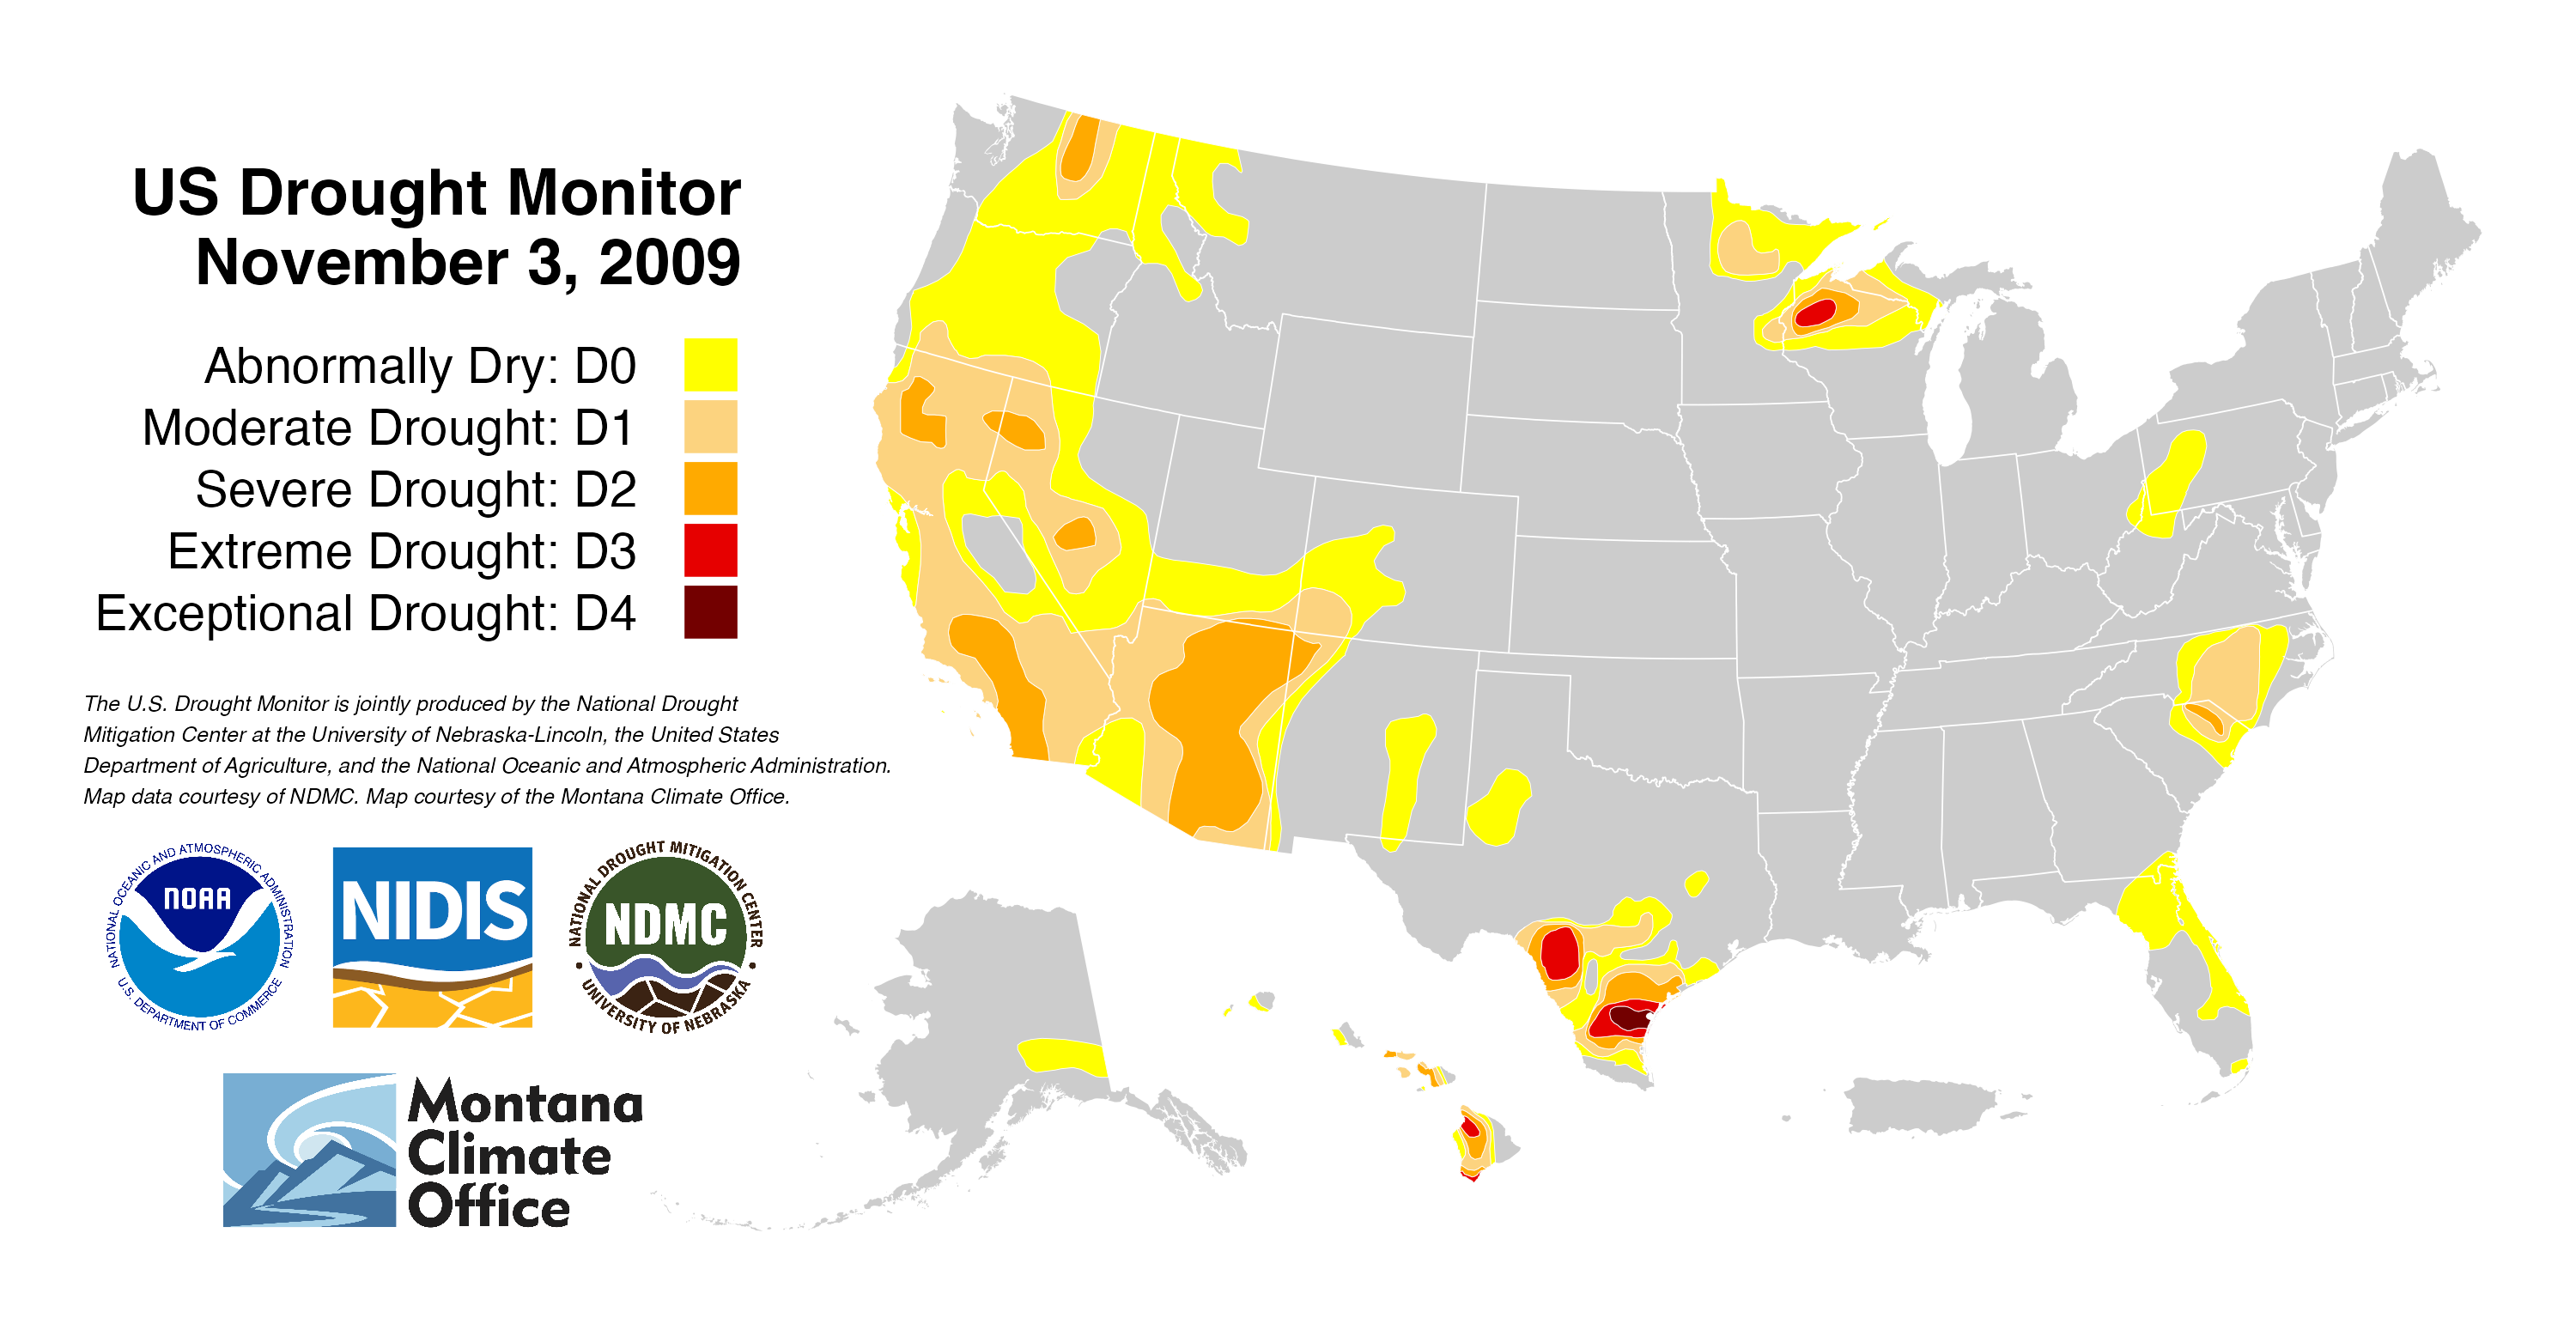 US Drought Monitor
November 3, 2009
Abnormally Dry: D0
Moderate Drought: D1
Severe Drought: D2
Extreme Drought: D3
Exceptional Drought: D4
The U.S. Drought Monitor is jointly produced by the National Drought
Mitigation Center at the University of Nebraska-Lincoln, the United States
Department of Agriculture, and the National Oceanic and Atmospheric Administration.
Map data courtesy of NDMC. Map courtesy of the Montana Climate Office.
NATIONAL OCEANIC AND ATMOSPHERIC ADMINISTRATION
NOAA
U.S. DEPARTMENT OF COMMERCE
NIDIS
NATIONAL DROUGHT MITIGATION CENTER
NDMC
UNIVERSITY OF NEBRASKA
Montana
Climate
Office